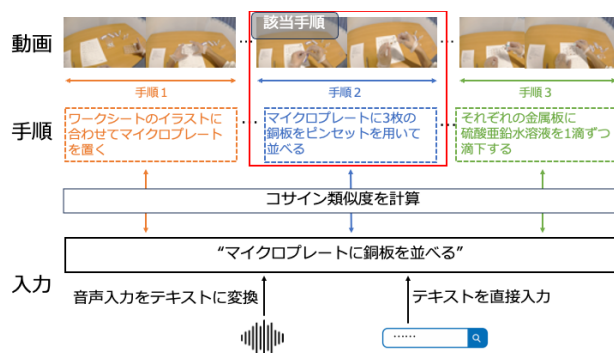 動画
該当手順
... ...
手順1
手順2
手順3
手順
ワークシートのイラストに
合わせてマイクロプレート
を置く
...
マイクロプレートに3枚の
銅板をピンセットを用いて
並べる
...
それぞれの金属板に
硫酸亜鉛水溶液を1滴ずつ
滴下する
コサイン類似度を計算
入力
“マイクロプレートに銅板を並べる”
音声入力をテキストに変換
テキストを直接入力
……